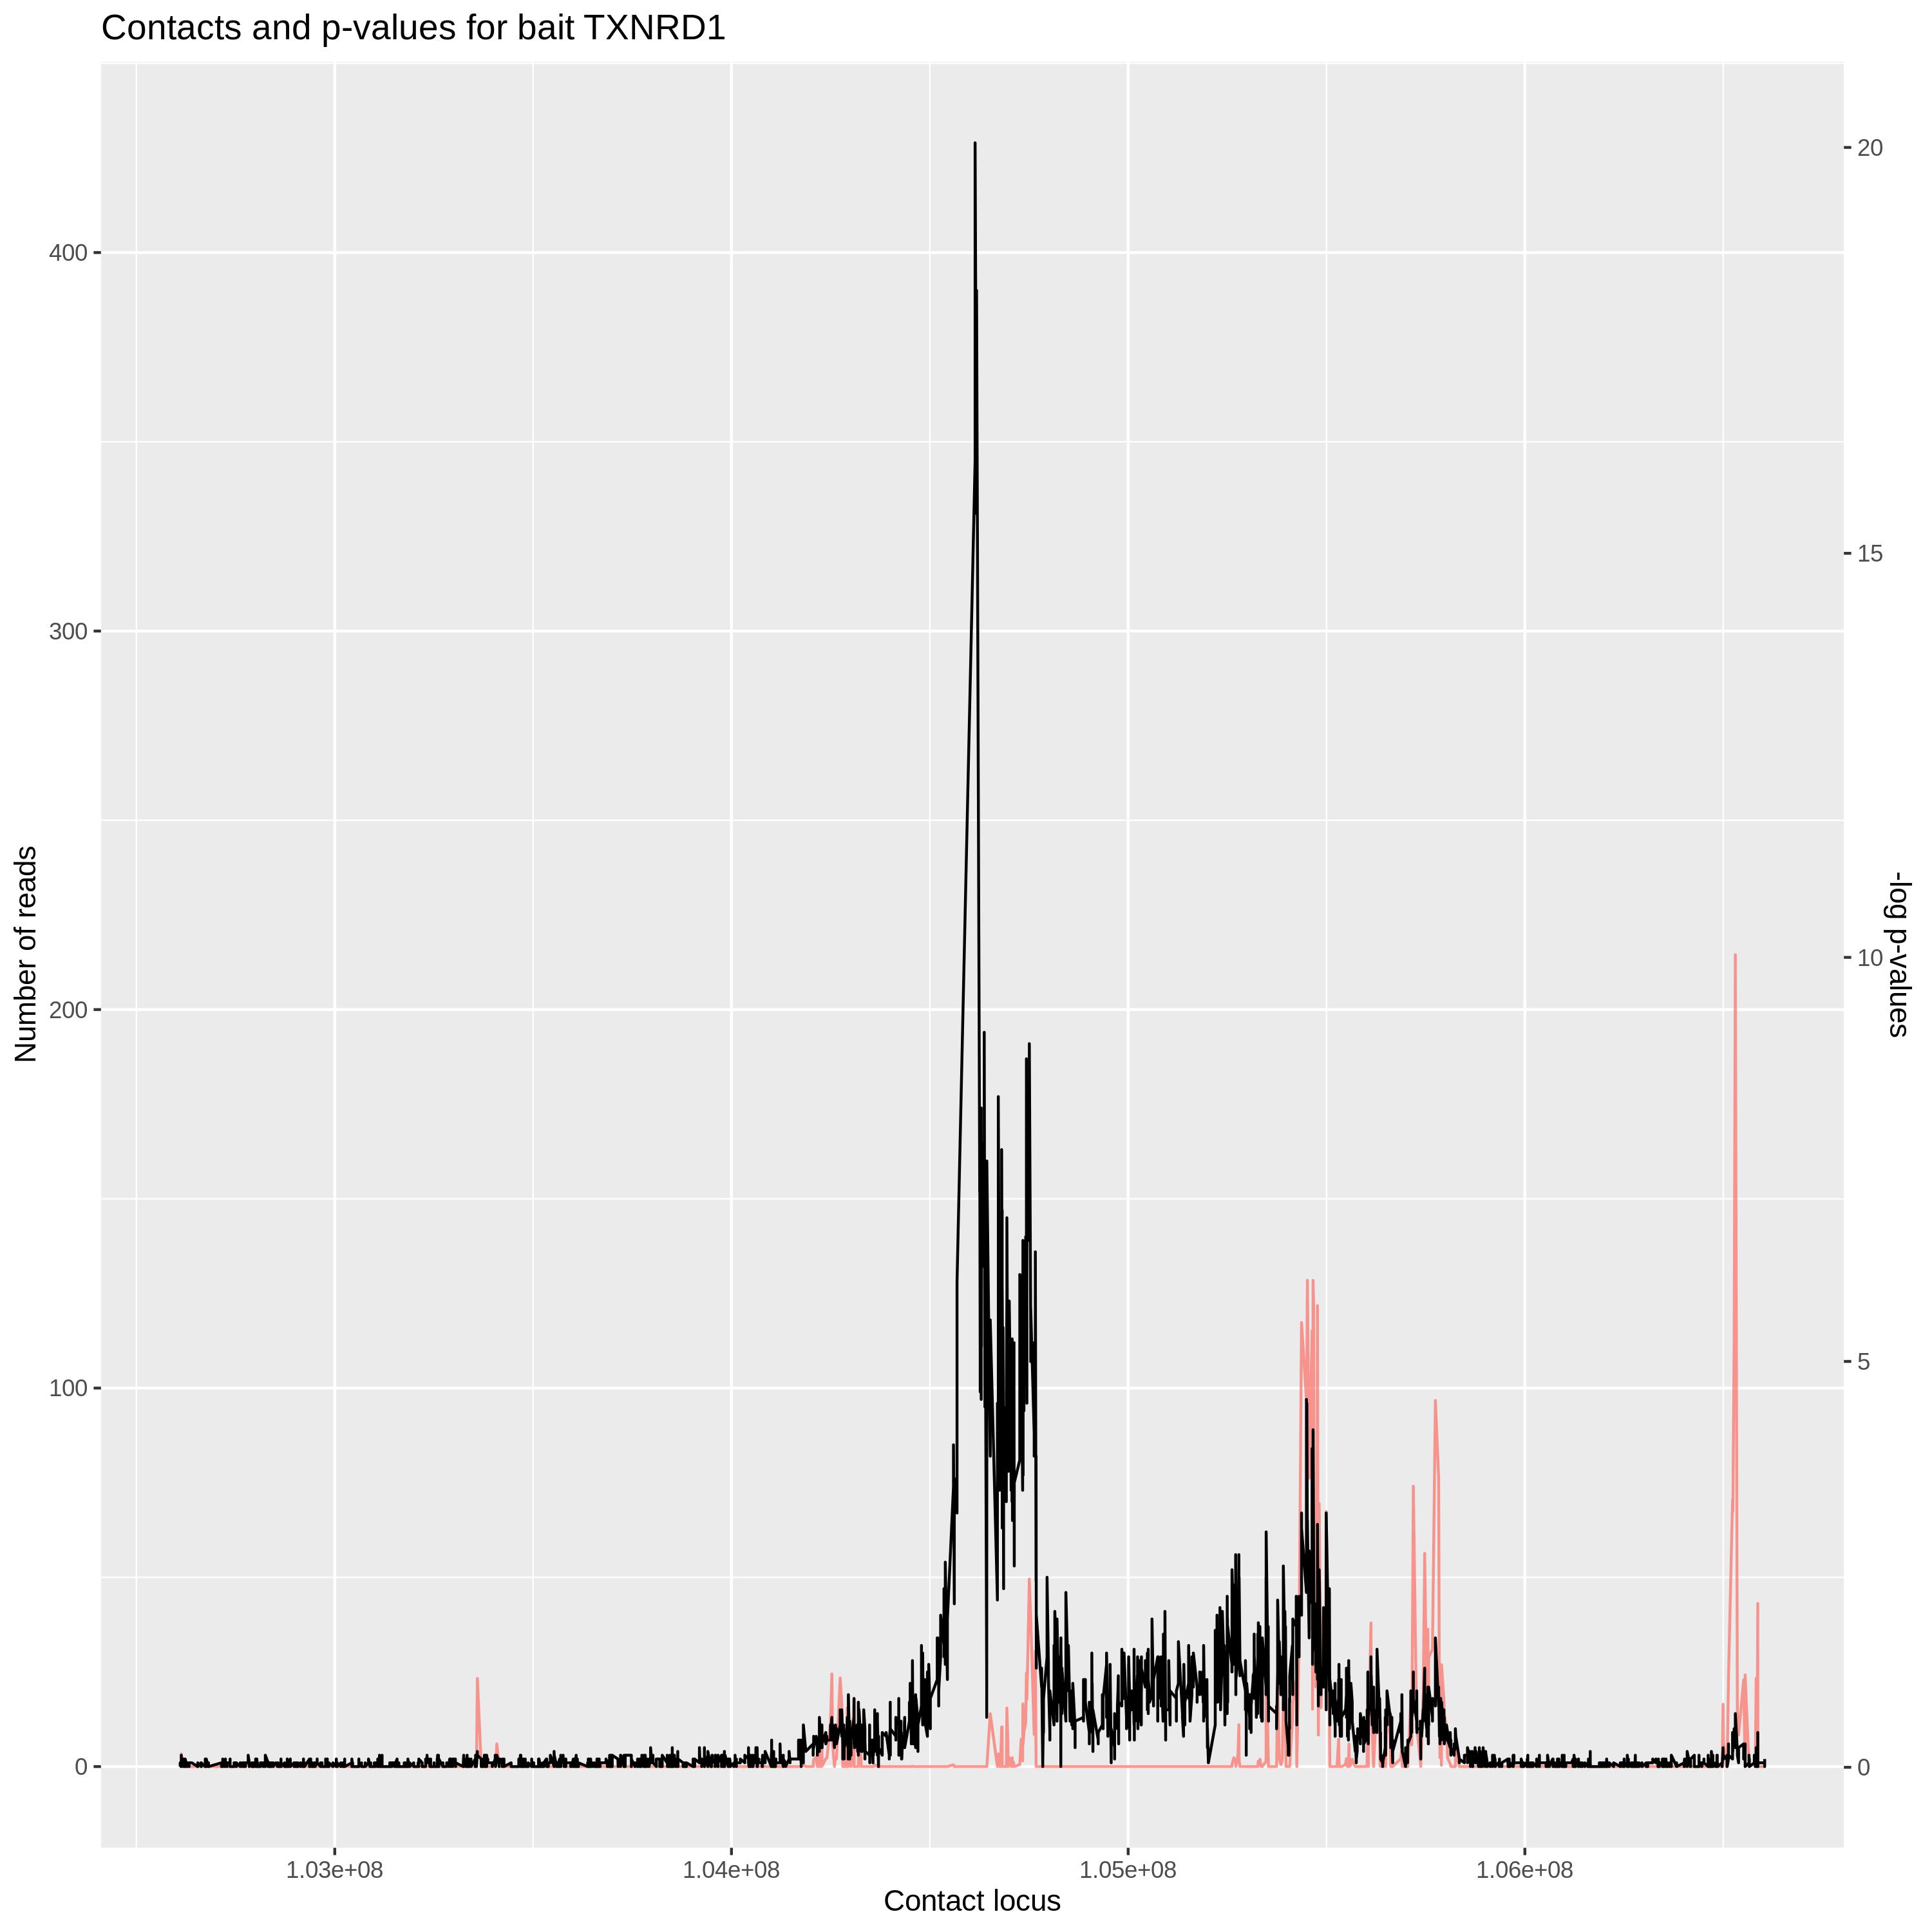 Contacts and p-values for bait TXNRD1
400
300
200
100
0
Number of reads
20
15
10
5
0
-log p-values
1.03e+08
1.04e+08
1.05e+08
1.06e+08
Contact locus